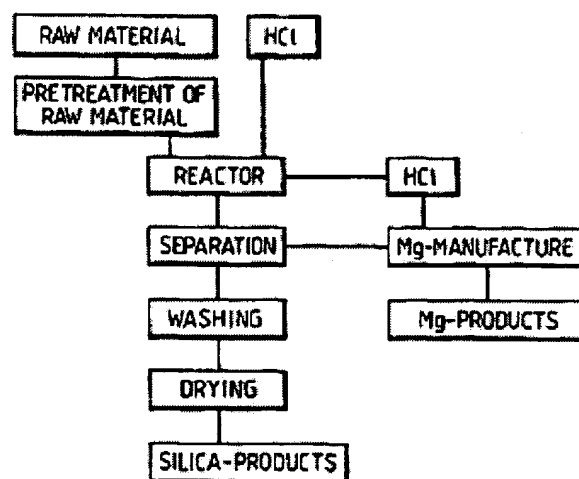 RAW MATERIAL
HCl
PRETREATMENT OF
RAW MATERIAL
REACTOR
HCl
SEPARATION
Mg-MANUFACTURE
WASHING
Mg-PRODUCTS
DRYING
SILICA-PRODUCTS